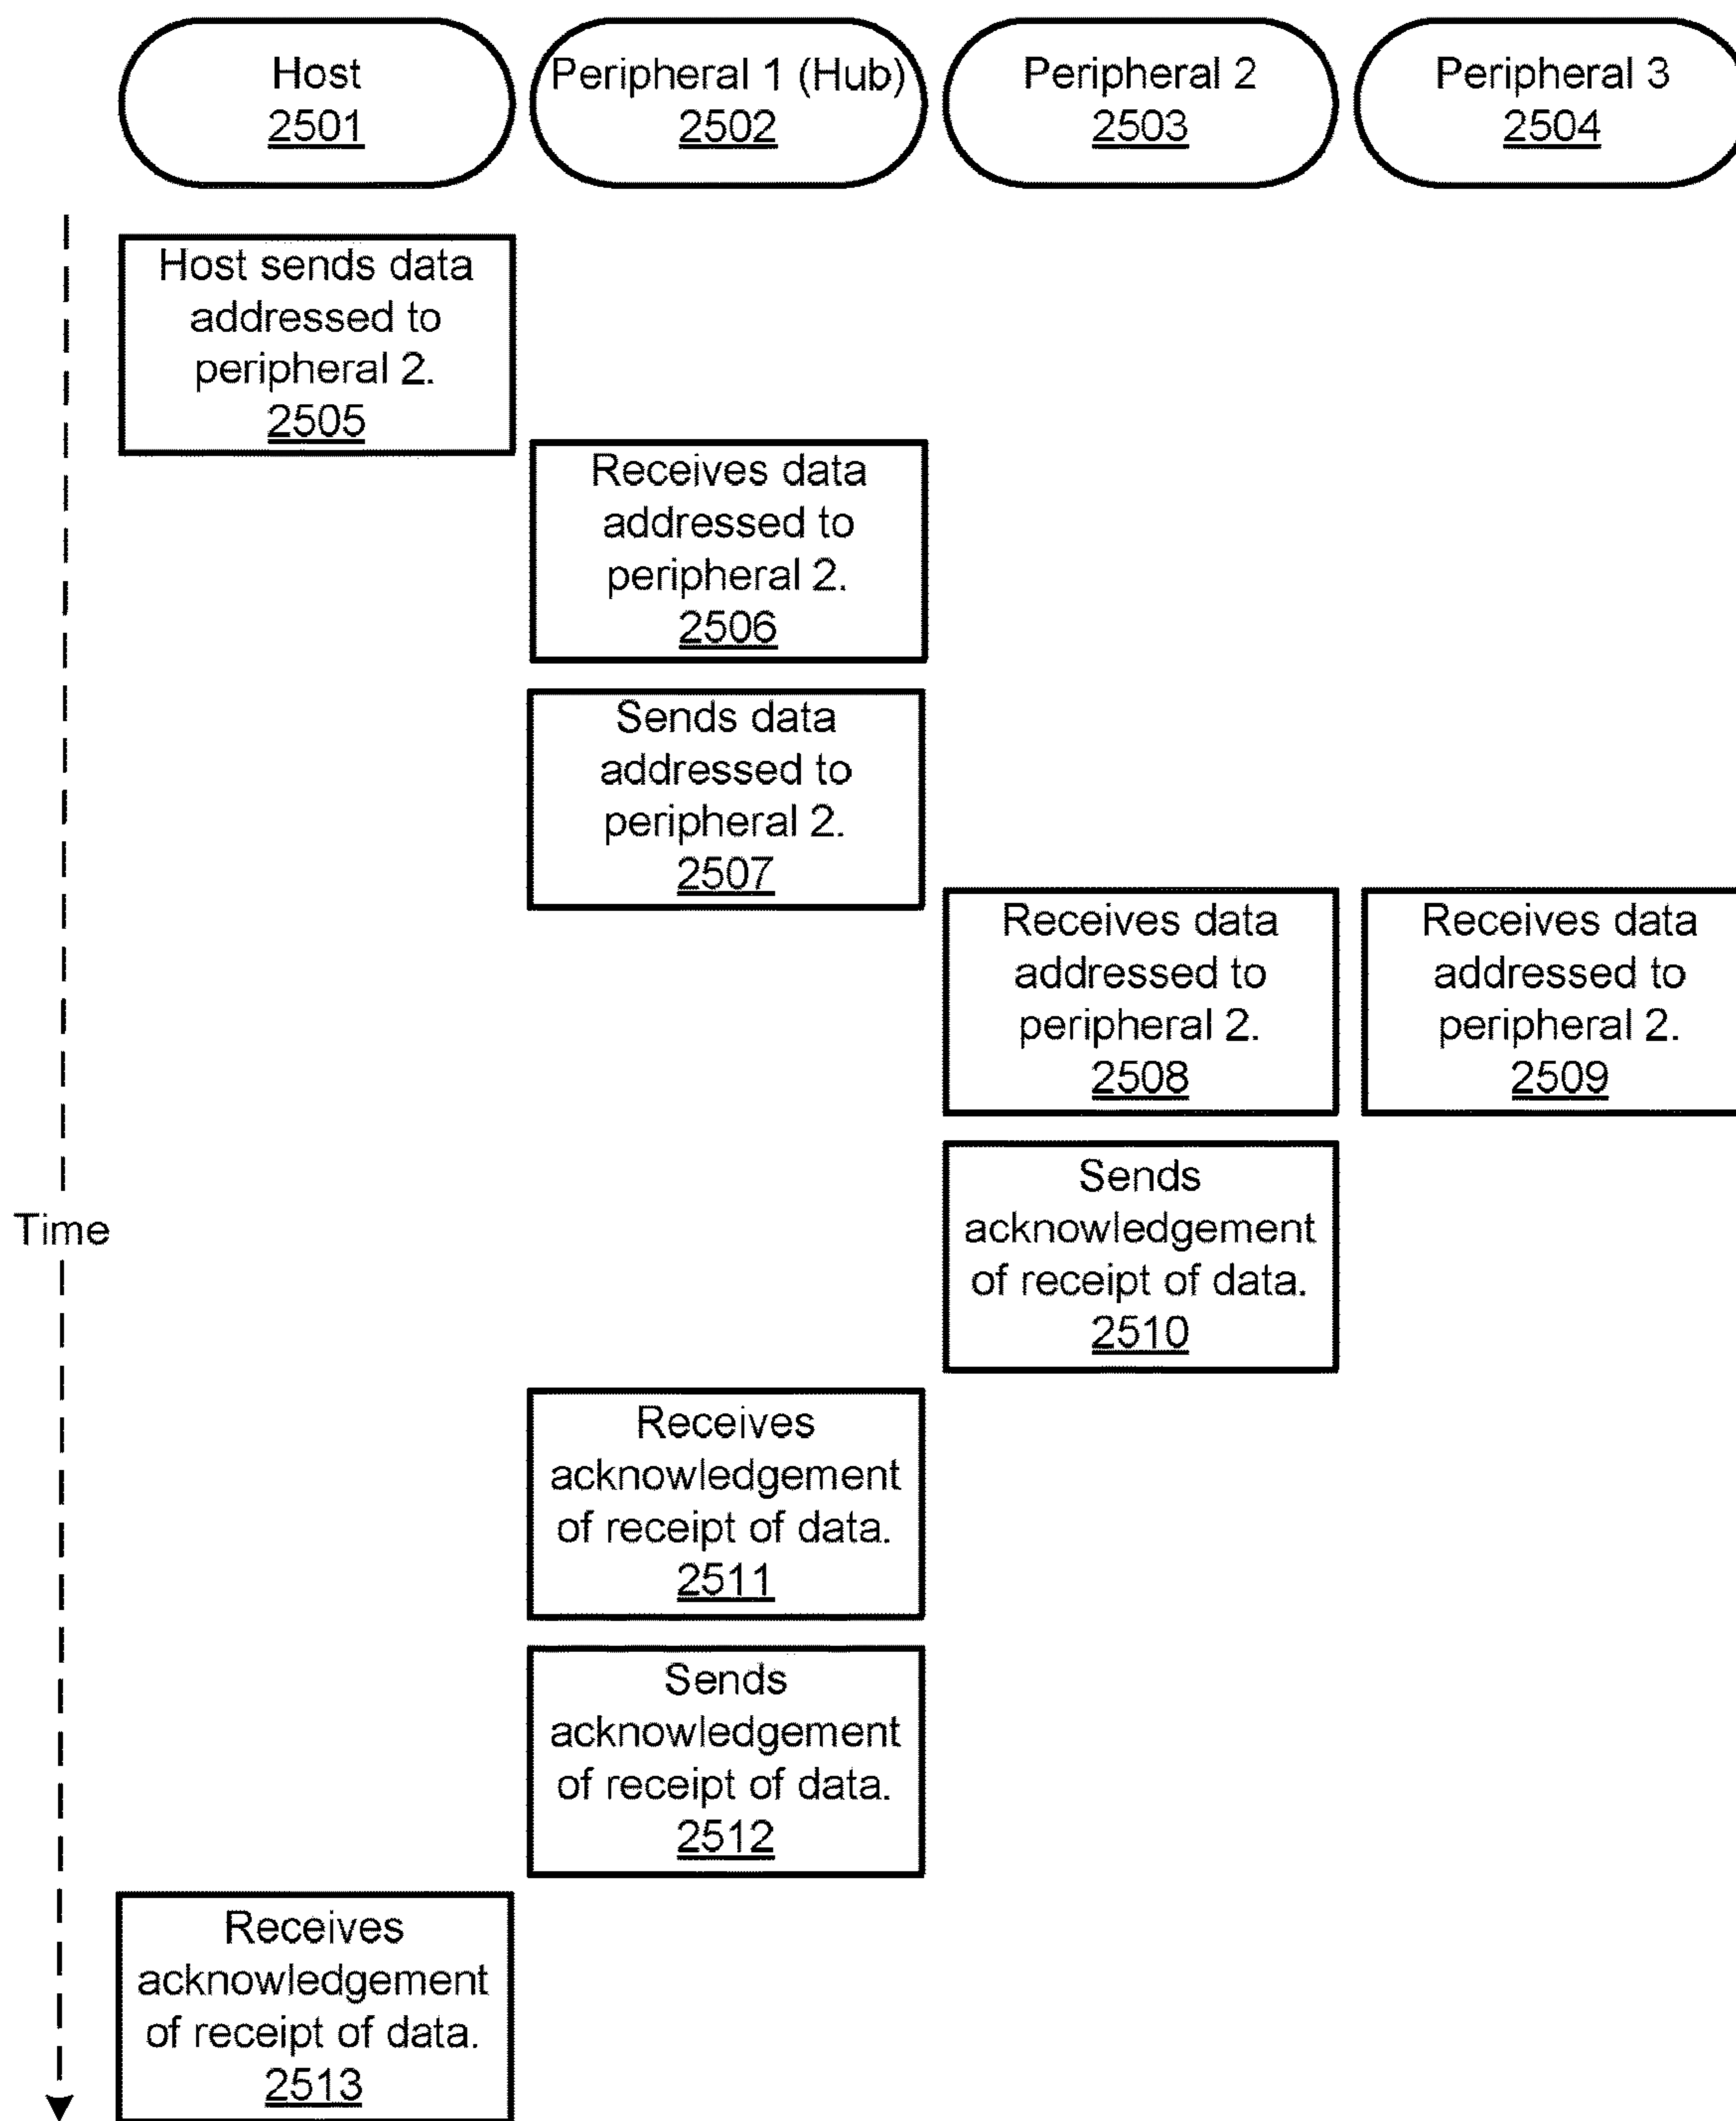 Host
2501
Peripheral 1 (Hub)
2502
Peripheral 2
2503
Peripheral 3
2504
Host sends data
addressed to
peripheral 2.
2505
Receives data
addressed to
peripheral 2.
2506
Sends data
addressed to
peripheral 2.
2507
Receives data
addressed to
peripheral 2.
2508
Receives data
addressed to
peripheral 2.
2509
Sends
acknowledgement
of receipt of data.
2510
Time
Receives
acknowledgement
of receipt of data.
2511
Sends
acknowledgement
of receipt of data.
2512
Receives
acknowledgement
of receipt of data.
2513